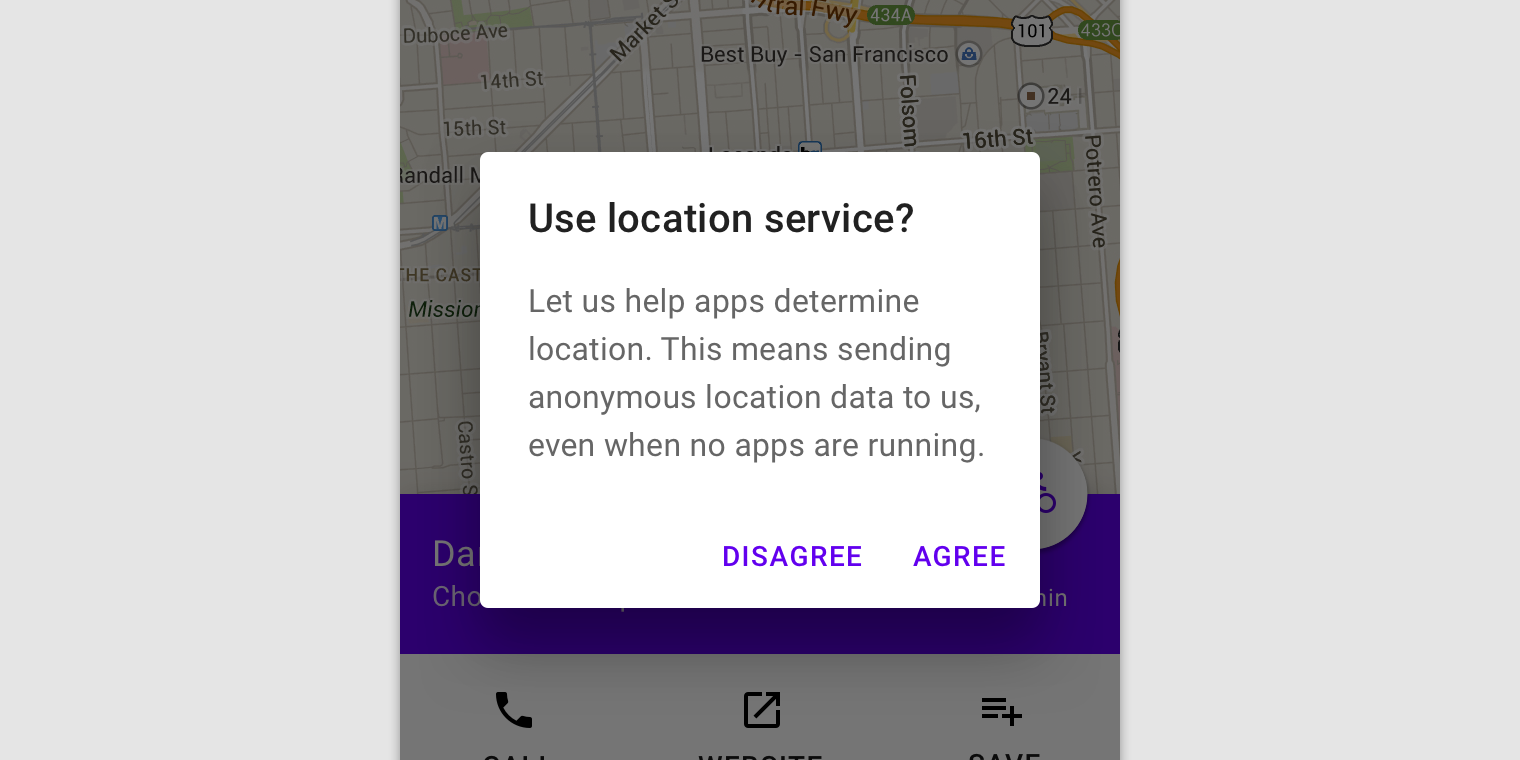 Duboce Ave
Market S
tral Fwy
434A
101
433C
Best Buy - San Francisco
14th St
Folsom
24
15th St
16th St
Potrero Ave
Randall M
M
THE CAST
Mission
Bryant St
Castro S
Use location service?
Let us help apps determine
location. This means sending
anonymous location data to us,
even when no apps are running.
DISAGREE AGREE
Da
Cho
min
CALL WEBSITE SAVE